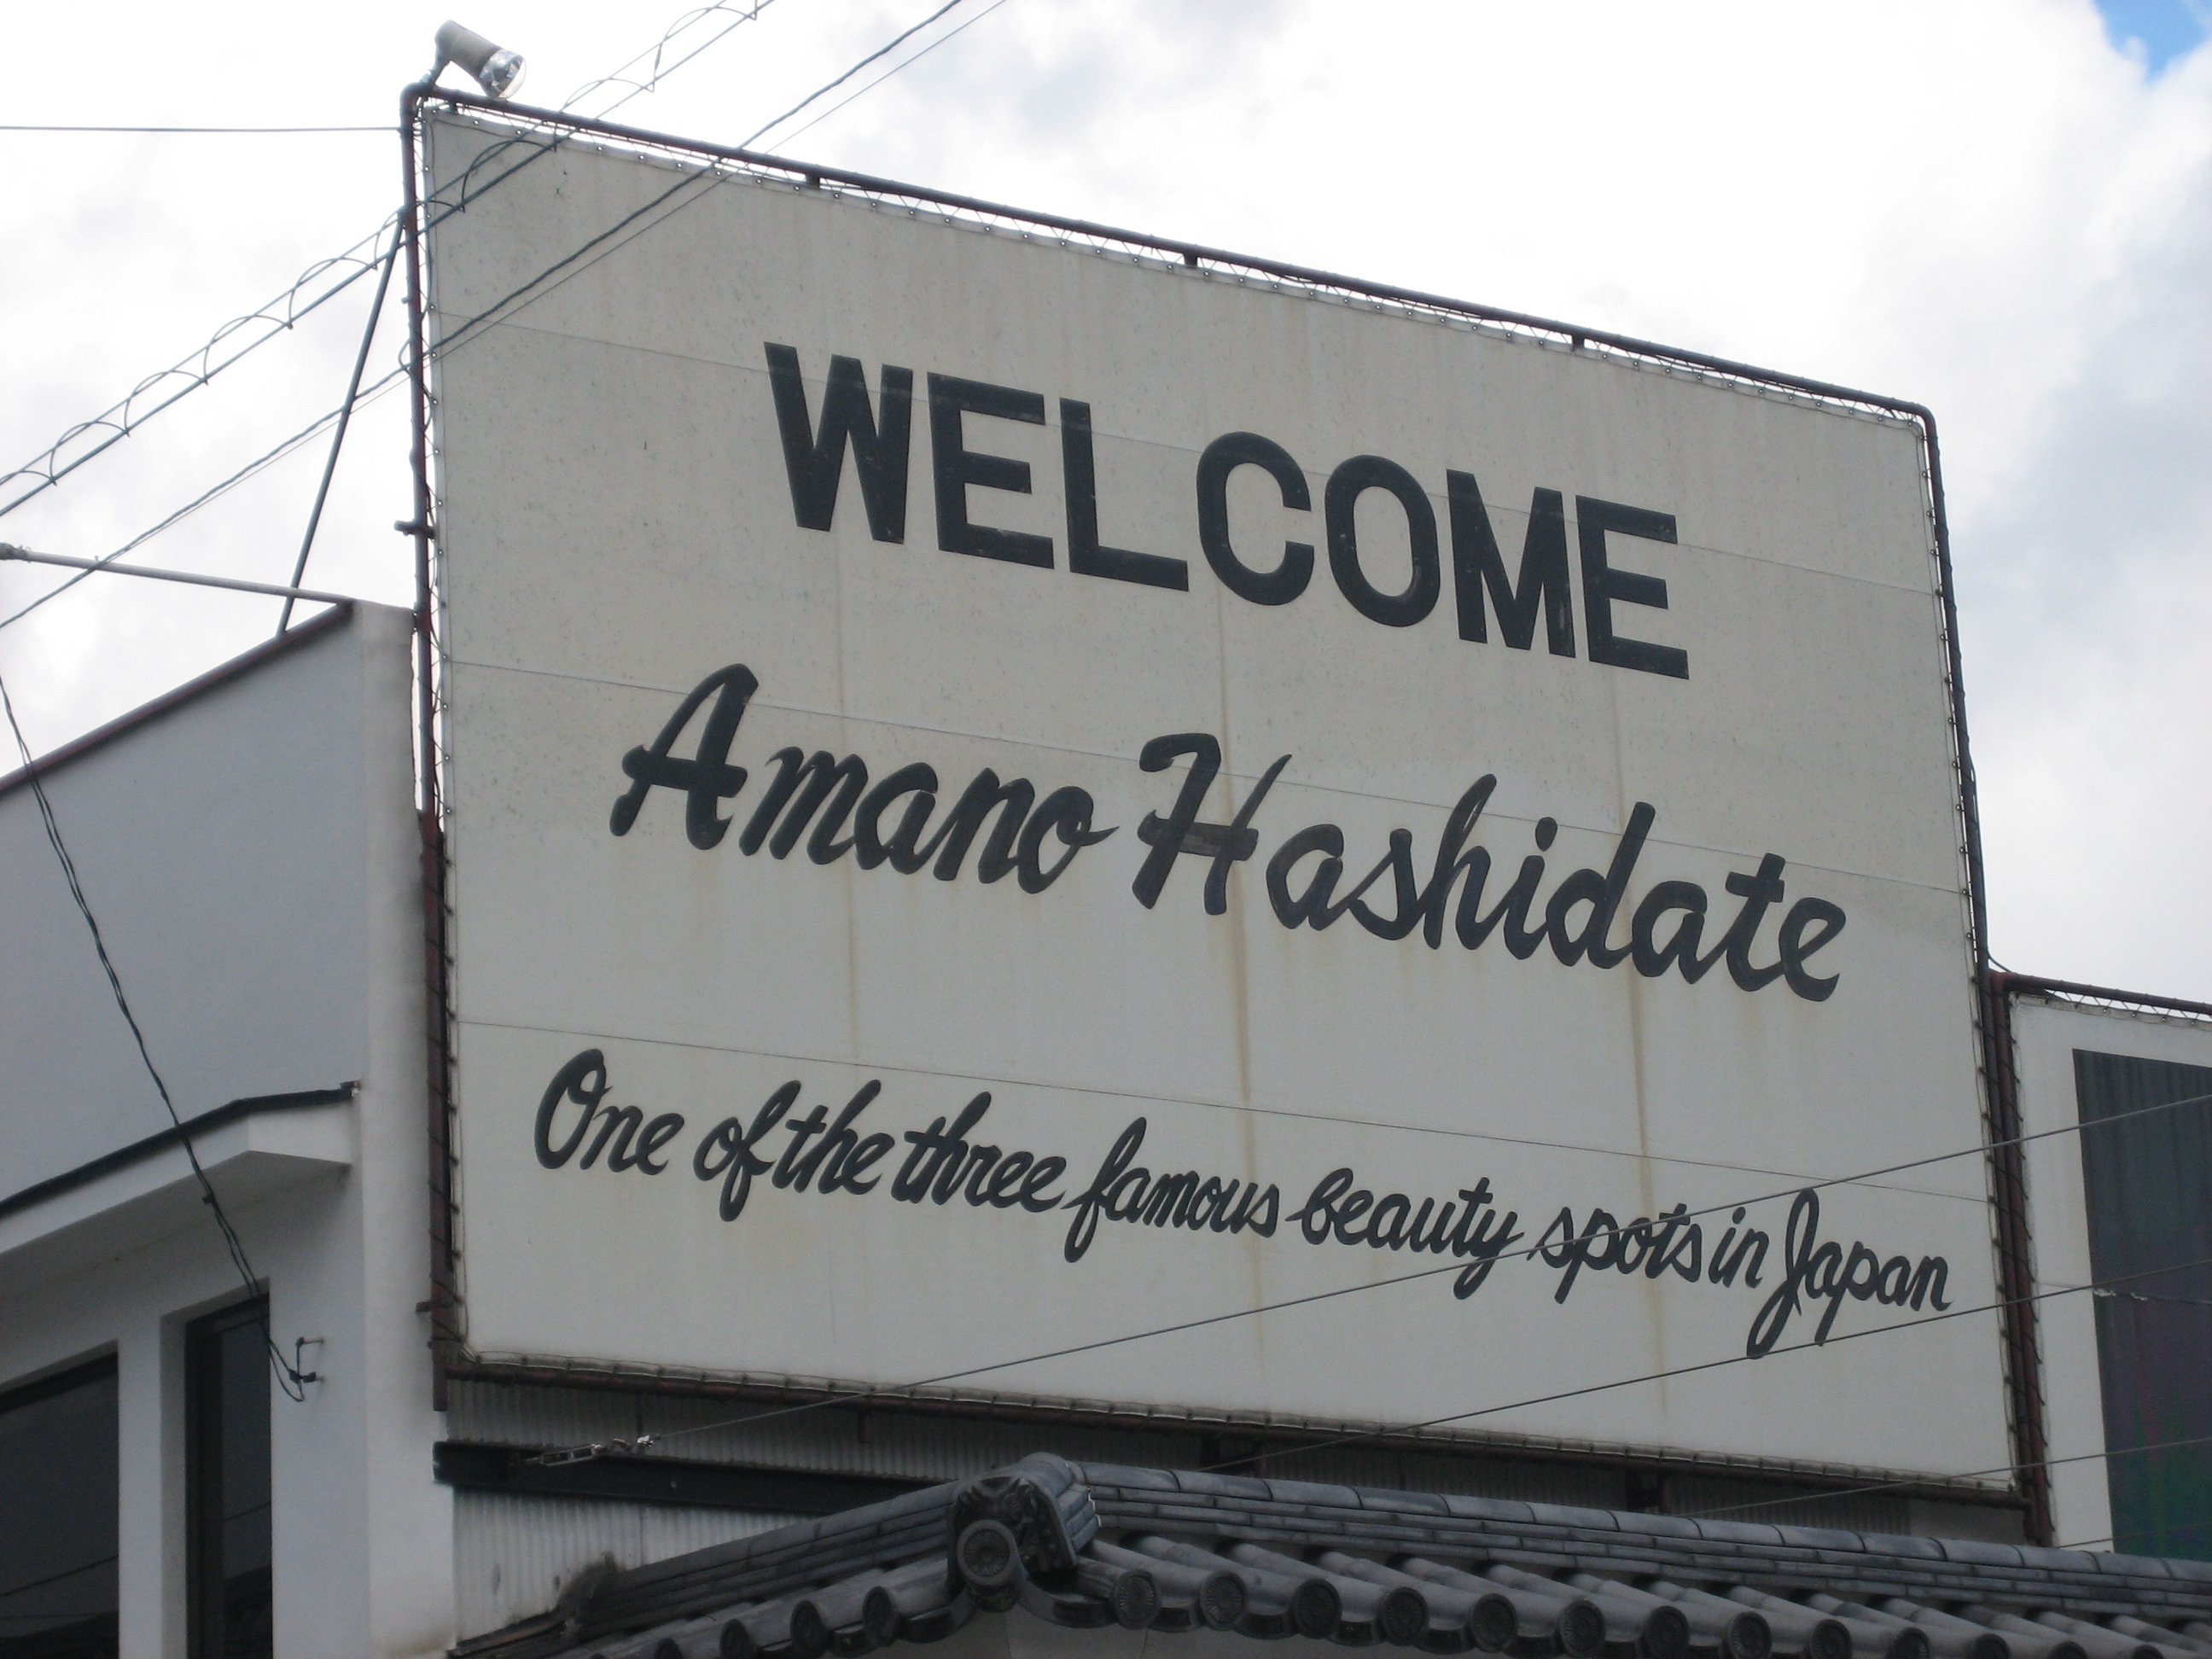 WELCOME
Amano Hashidate
One of the three famous beauty spots in Japan